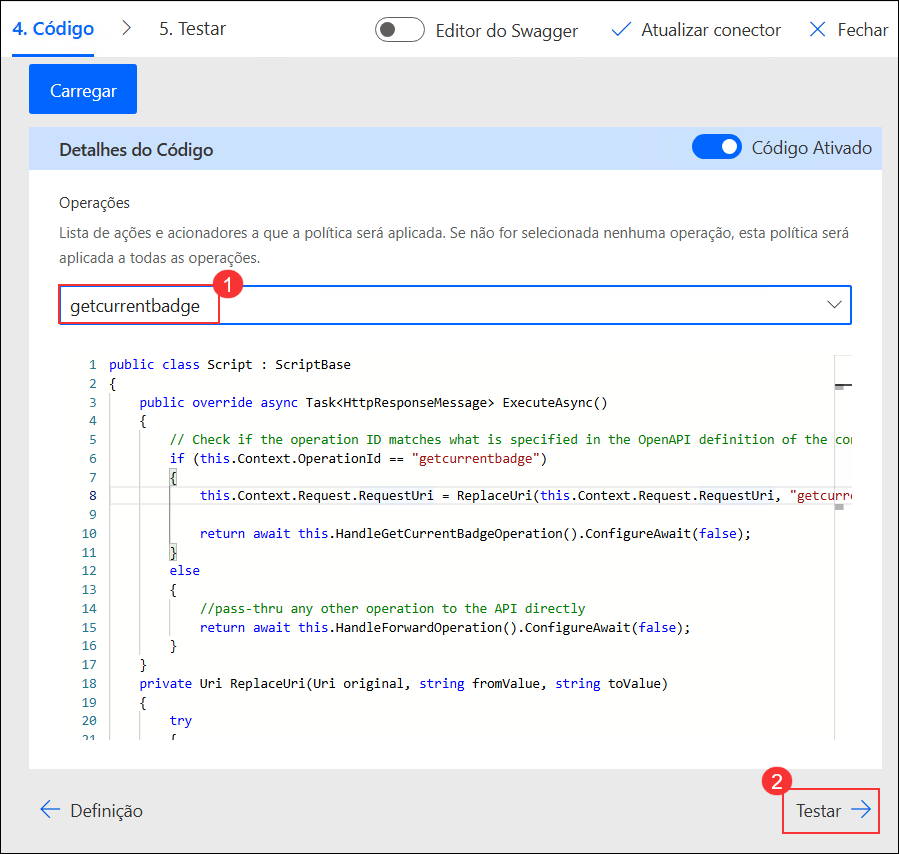 4. Código > 5. Testar Editor do Swagger Atualizar conector Fechar
Carregar
Detalhes do Código Código Ativado
Operações
Lista de ações e acionadores a que a política será aplicada. Se não for selecionada nenhuma operação, esta política será
aplicada a todas as operações.
1
getcurrentbadge
1 public class Script : ScriptBase
2 {
3 public override async Task<HttpResponseMessage> ExecuteAsync()
4 {
5 // Check if the operation ID matches what is specified in the OpenAPI definition of the
6 if (this.Context.OperationId == "getcurrentbadge")
7 {
8 this.Context.Request.RequestUri = ReplaceUri(this.Context.Request.RequestUri, "getcurre
9
10 return await this.HandleGetCurrentBadgeOperation().ConfigureAwait(false);
11 }
12 else
13 {
14 //pass-thru any other operation to the API directly
15 return await this.HandleForwardOperation().ConfigureAwait(false);
16 }
17 }
18 private Uri ReplaceUri(Uri original, string fromValue, string toValue)
19 {
20 try
21 {
2
Definição Testar